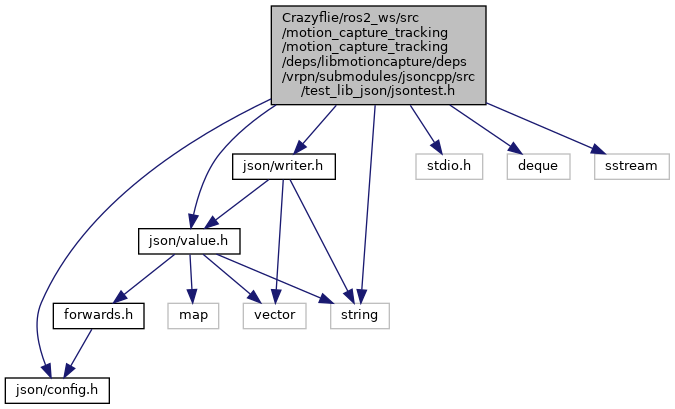 Crazyflie/ros2_ws/src
/motion_capture_tracking
/motion_capture_tracking
/deps/libmotioncapture/deps
/vrpn/submodules/jsoncpp/src
/test_lib_json/jsontest.h
json/writer.h
stdio.h
deque
sstream
json/value.h
forwards.h
map
vector
string
json/config.h